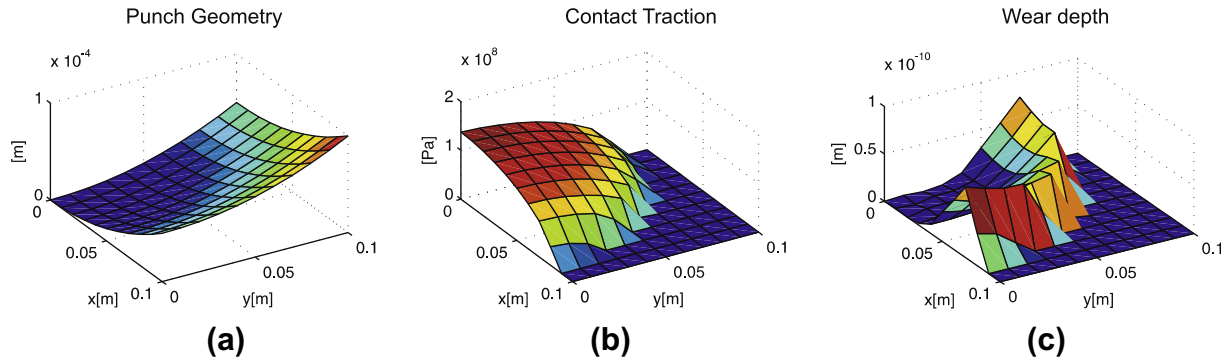 Punch Geometry
x 10⁻⁴
1
[m]
0
0
0.05
x[m]
0.1
0
y[m]
0.05
0.1
(a)
Contact Traction
x 10⁸
2
[Pa]
1
0
0
0.05
x[m]
0.1
0
y[m]
0.05
0.1
(b)
Wear depth
x 10⁻¹⁰
1
[m]
0.5
0
0
0.05
x[m]
0.1
0
y[m]
0.05
0.1
(c)